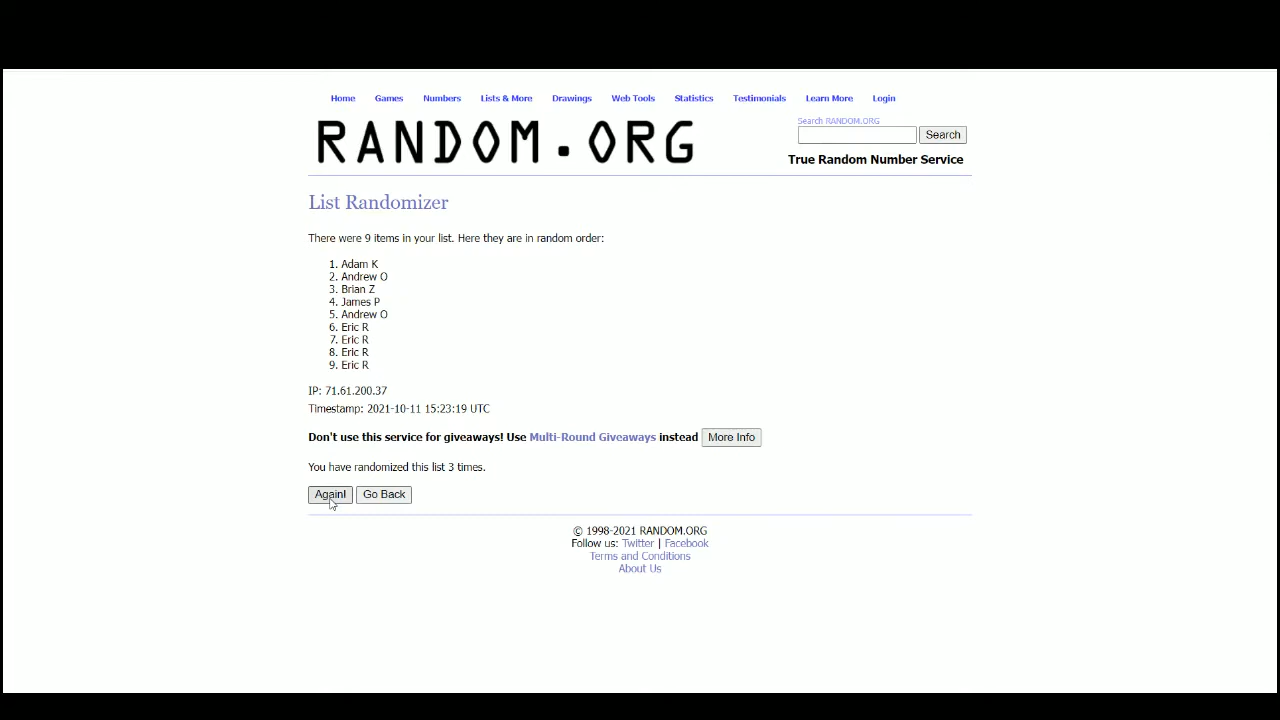 Home Games Numbers Lists & More Drawings Web Tools Statistics Testimonials Learn More Login
Search RANDOM.ORG
RANDOM.ORG
Search
True Random Number Service
List Randomizer
There were 9 items in your list. Here they are in random order:
1. Adam K
2. Andrew O
3. Brian Z
4. James P
5. Andrew O
6. Eric R
7. Eric R
8. Eric R
9. Eric R
IP: 71.61.200.37
Timestamp: 2021-10-11 15:23:19 UTC
Don't use this service for giveaways! Use Multi-Round Giveaways instead More Info
You have randomized this list 3 times.
Again! Go Back
© 1998-2021 RANDOM.ORG
Follow us: Twitter | Facebook
Terms and Conditions
About Us